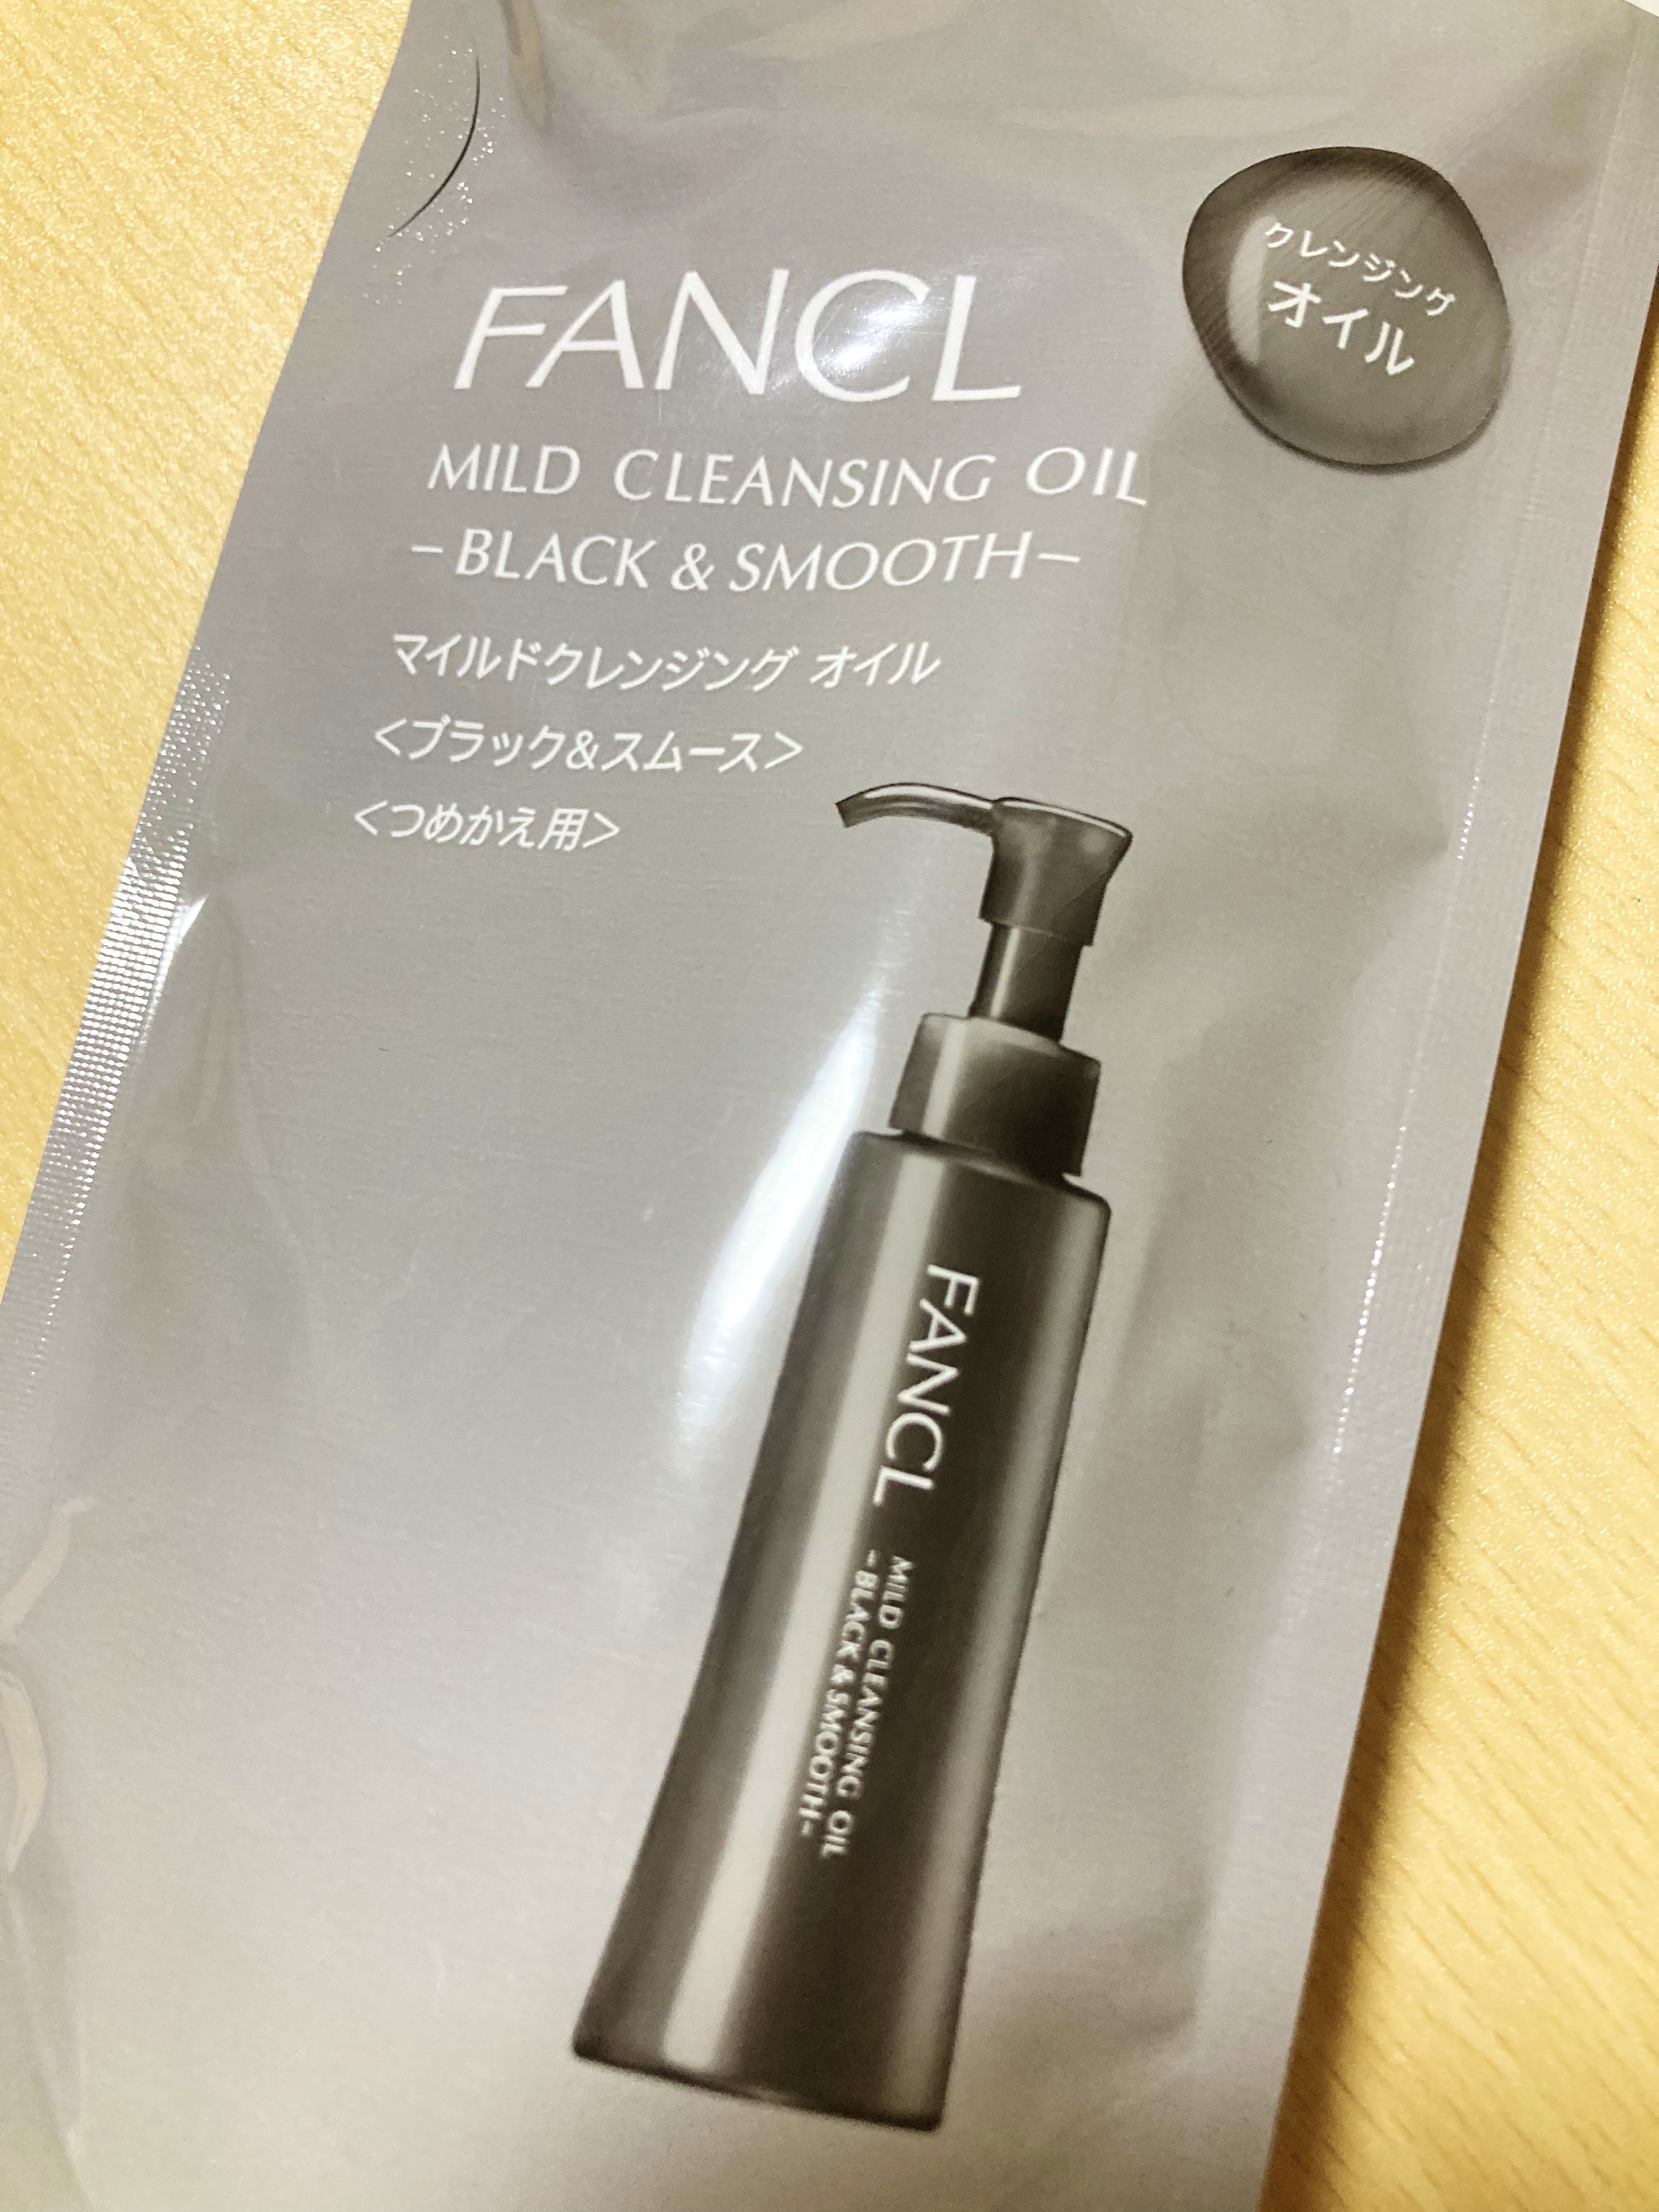 クレンジング
オイル
FANCL
MILD CLEANSING OIL
–BLACK & SMOOTH–
マイルドクレンジング オイル
<ブラック&スムース>
<つめかえ用>
FANCL
MILD CLEANSING OIL
–BLACK & SMOOTH–